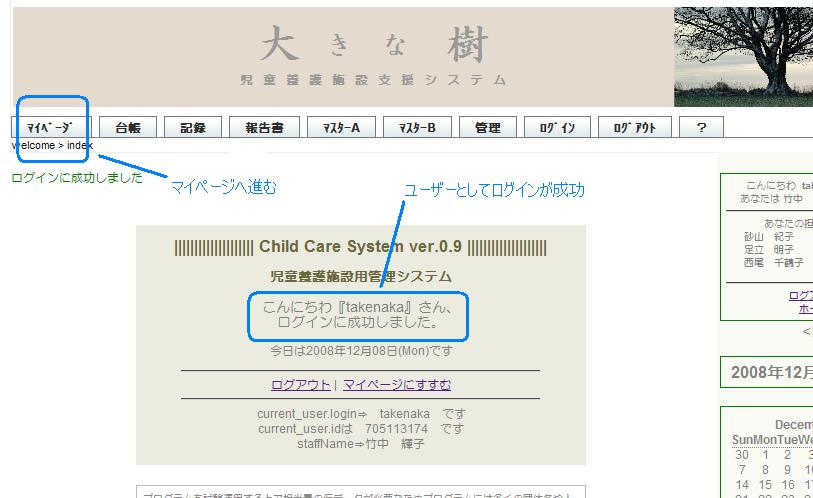 大きな樹
児童養護施設支援システム
ﾏｲﾍﾟｰｼﾞ 台帳 記録 報告書 ﾏｽﾀｰA ﾏｽﾀｰB 管理 ﾛｸﾞｲﾝ ﾛｸﾞｱｳﾄ ?
welcome > index
ログインに成功しました
マイページへ進む
ユーザーとしてログインが成功
|||||||||||||||||||| Child Care System ver.0.9 ||||||||||||||||||||
児童養護施設用管理システム
こんにちわ『takenaka』さん、
ログインに成功しました。
今日は2008年12月08日(Mon)です
ログアウト | マイページにすすむ
current_user.login⇒ takenaka です
current_user.idは 705113174 です
staffName⇒竹中 輝子
こんにちわ
あなたは 竹中
あなたの担
砂山 紀子
足立 明子
西尾 千鶴子
ログア
ホー
<
2008年12月
Decem
SunMonTueWe
30 1 2 3
7 8 9 10
14 15 16 17